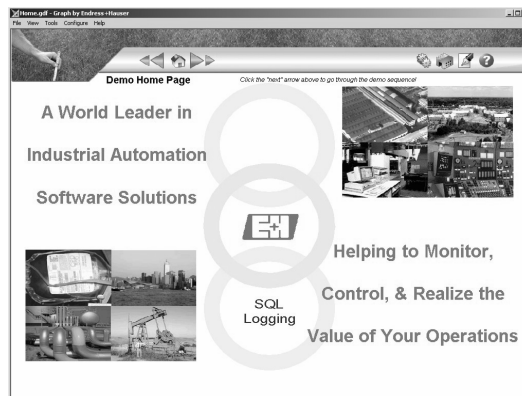 Home.gdf - Graph by Endress+Hauser
File View Tools Configure Help
Demo Home Page
Click the "next" arrow above to go through the demo sequence!
A World Leader in
Industrial Automation
Software Solutions
E+H
Helping to Monitor,
Control, & Realize the
Value of Your Operations
SQL
Logging